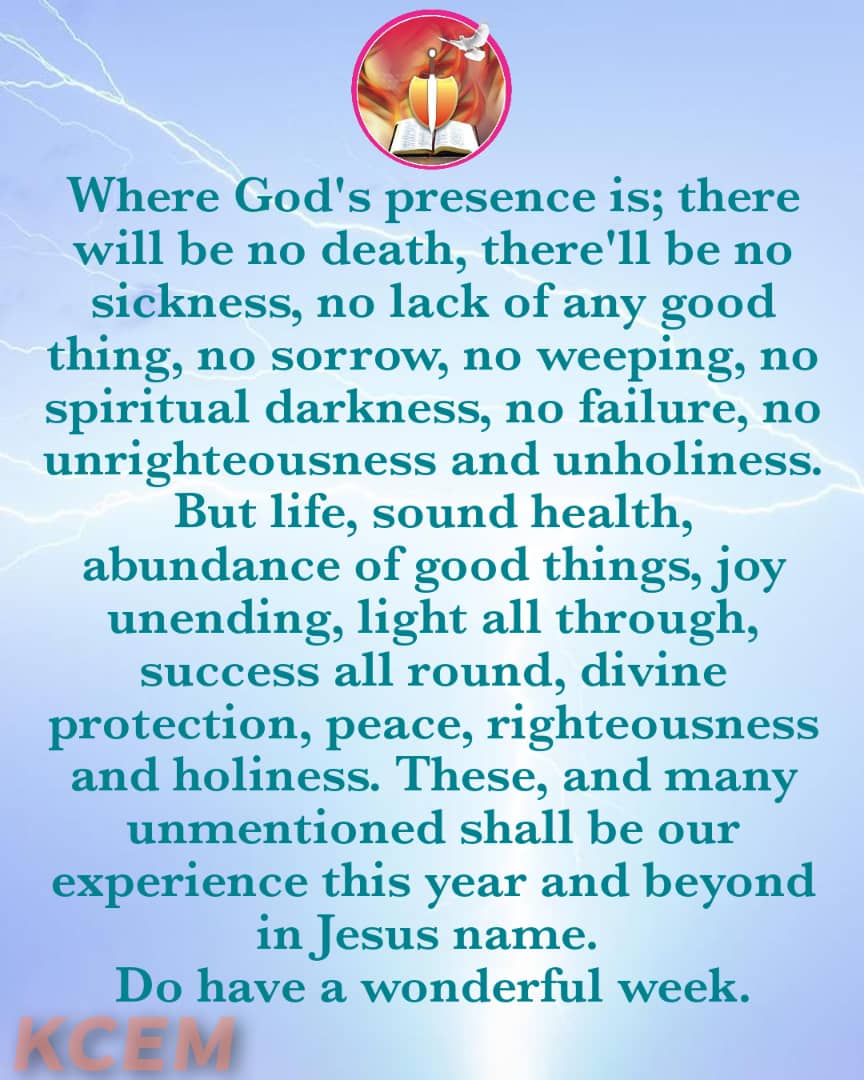 Where God's presence is; there
will be no death, there'll be no
sickness, no lack of any good
thing, no sorrow, no weeping, no
spiritual darkness, no failure, no
unrighteousness and unholiness.
But life, sound health,
abundance of good things, joy
unending, light all through,
success all round, divine
protection, peace, righteousness
and holiness. These, and many
unmentioned shall be our
experience this year and beyond
in Jesus name.
Do have a wonderful week.
KCEM